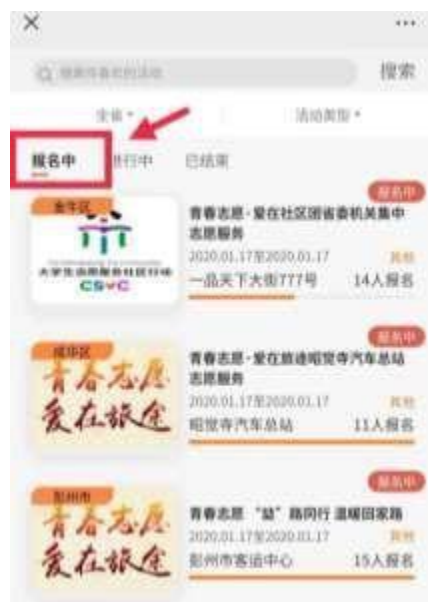 搜索
全省
活动类型
报名中
进行中
已结束
报名中
金牛区
CSVC
青春志愿·爱在社区团省委机关集中
志愿服务
2020.01.17至2020.01.17
其他
一品天下大街777号
14人报名
报名中
成华区
青春志愿
爱在旅途
青春志愿·爱在旅途昭觉寺汽车总站
志愿服务
2020.01.17至2020.01.17
其他
昭觉寺汽车总站
11人报名
报名中
彭州市
青春志愿
爱在旅途
青春志愿 “益”路同行 温暖回家路
2020.01.17至2020.01.17
其他
彭州市客运中心
15人报名